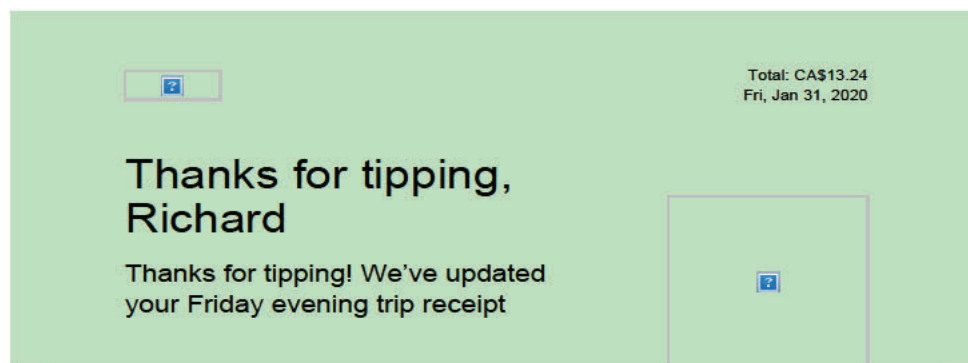 Total: CA$13.24
Fri, Jan 31, 2020
Thanks for tipping,
Richard
Thanks for tipping! We've updated
your Friday evening trip receipt